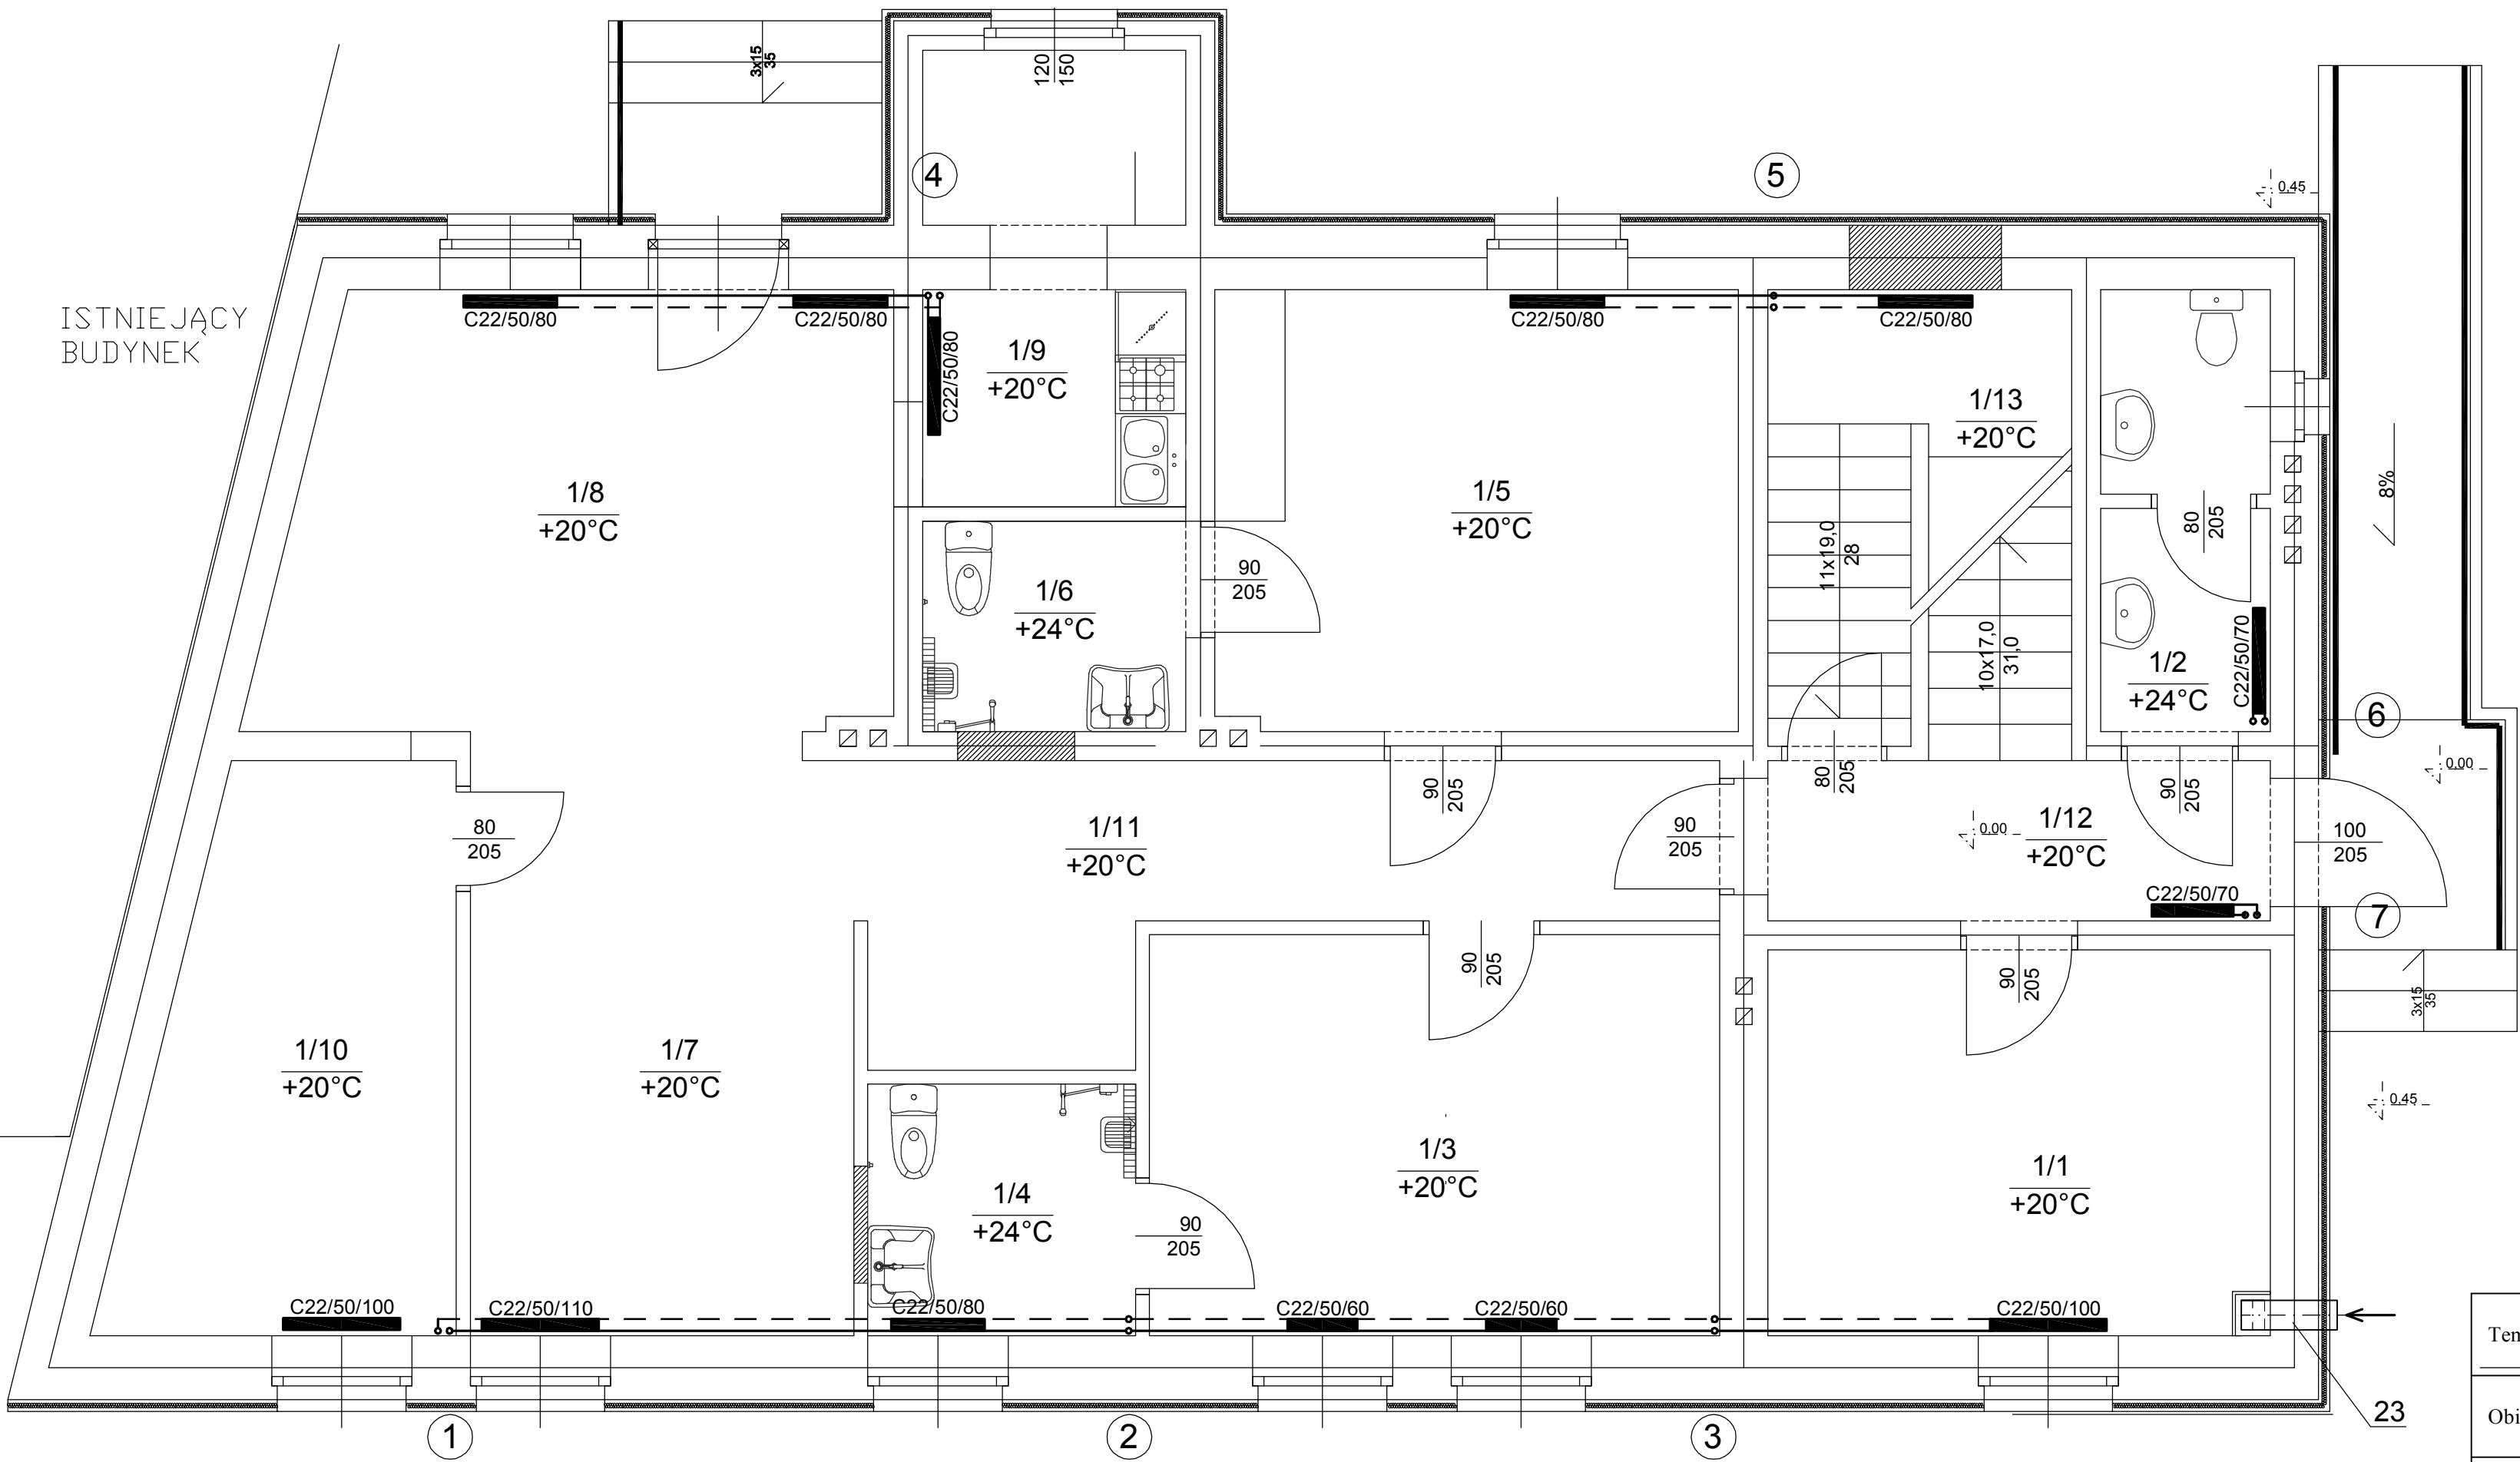 3x15
35
120
150
4
5
0,45
ISTNIEJĄCY
BUDYNEK
C22/50/80
C22/50/80
C22/50/80
1/9
+20°C
C22/50/80
C22/50/80
1/13
+20°C
1/8
+20°C
1/5
+20°C
11x19,0
28
80
205
8%
90
205
1/6
+24°C
10x17,0
31,0
1/2
+24°C
C22/50/70
6
0,00
80
205
1/11
+20°C
90
205
90
205
80
205
0,00
1/12
+20°C
90
205
100
205
C22/50/70
7
90
205
90
205
3x15
35
1/10
+20°C
1/7
+20°C
1/4
+24°C
90
205
1/3
+20°C
1/1
+20°C
0,45
C22/50/100
C22/50/110
C22/50/80
C22/50/60
C22/50/60
C22/50/100
23
1
2
3